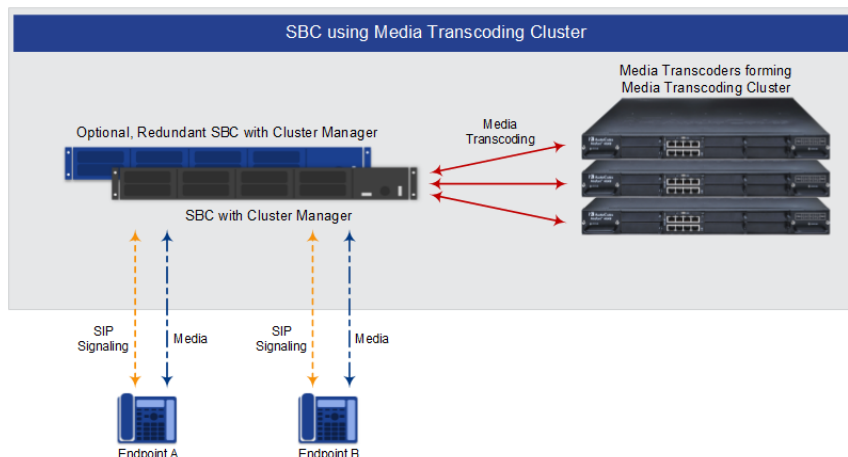 SBC using Media Transcoding Cluster
Media Transcoders forming
Media Transcoding Cluster
Optional, Redundant SBC with Cluster Manager
Media
Transcoding
SBC with Cluster Manager
SIP
Signaling
Media
SIP
Signaling
Media
Endpoint A
Endpoint B